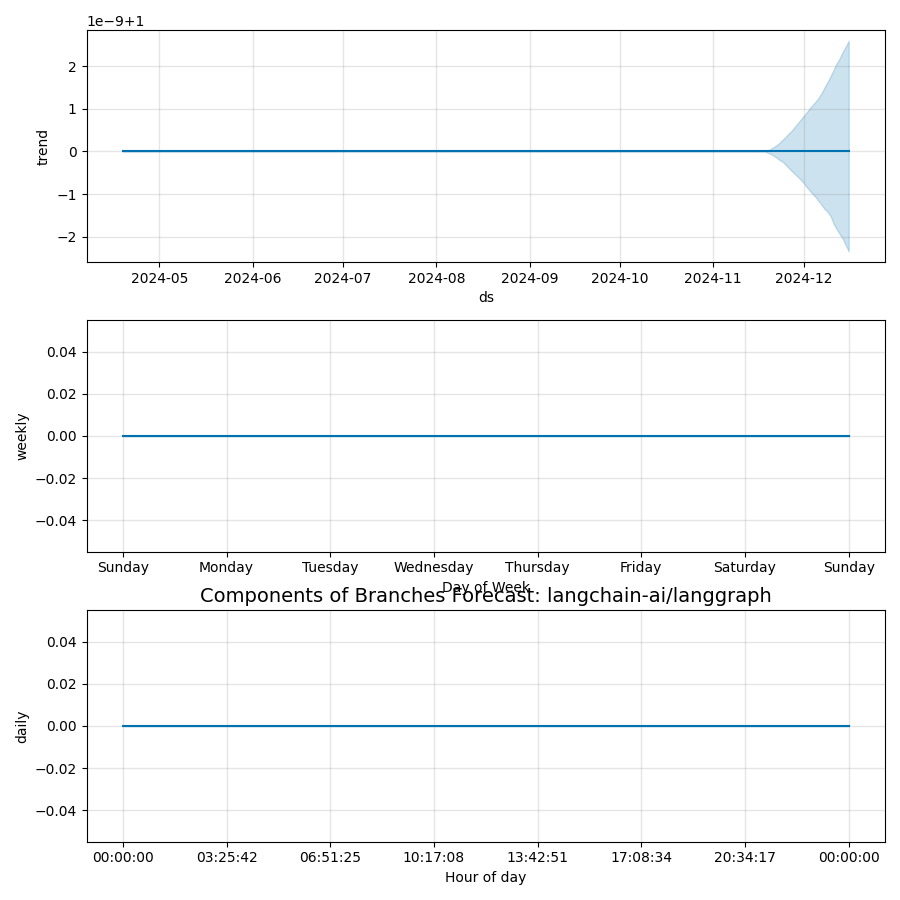 1e−9+1
2
1
0
−1
−2
trend
2024-05 2024-06 2024-07 2024-08 2024-09 2024-10 2024-11 2024-12
ds
0.04
0.02
0.00
−0.02
−0.04
weekly
Sunday Monday Tuesday Wednesday Thursday Friday Saturday Sunday
Day of Week
Components of Branches Forecast: langchain-ai/langgraph
0.04
0.02
0.00
−0.02
−0.04
daily
00:00:00 03:25:42 06:51:25 10:17:08 13:42:51 17:08:34 20:34:17 00:00:00
Hour of day